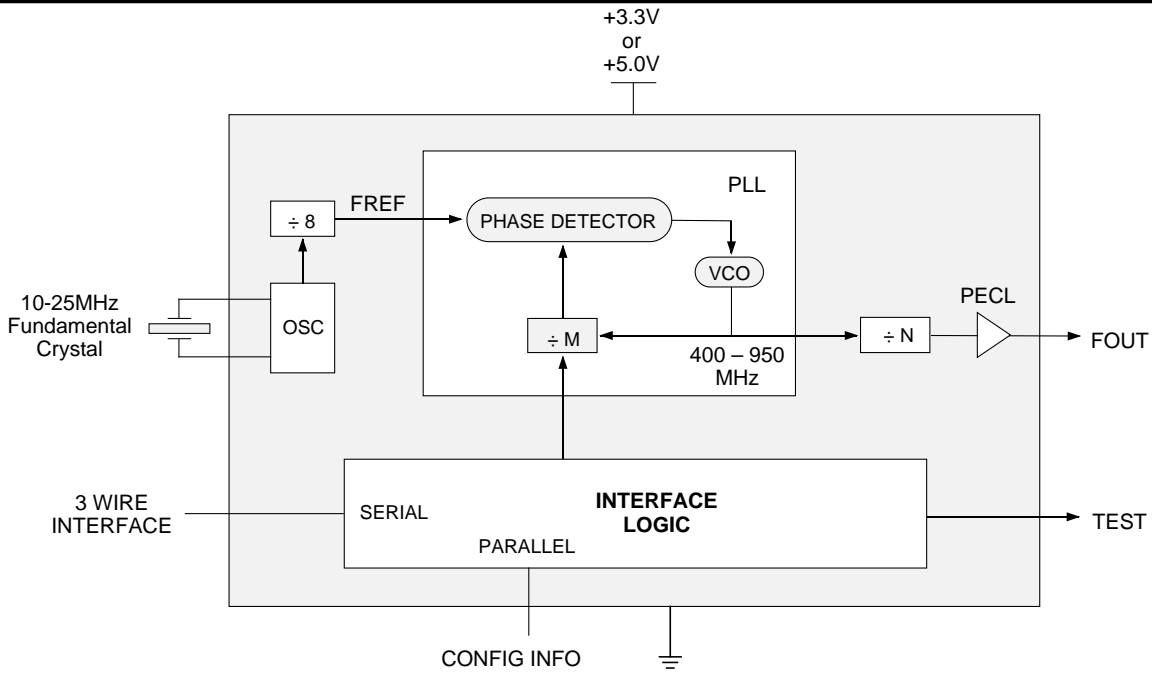 +3.3V
or
+5.0V
PLL
FREF
÷ 8
PHASE DETECTOR
VCO
10-25MHz
Fundamental
Crystal
OSC
PECL
÷ M
÷ N
FOUT
400 – 950
MHz
3 WIRE
INTERFACE
SERIAL
INTERFACE
LOGIC
PARALLEL
TEST
CONFIG INFO